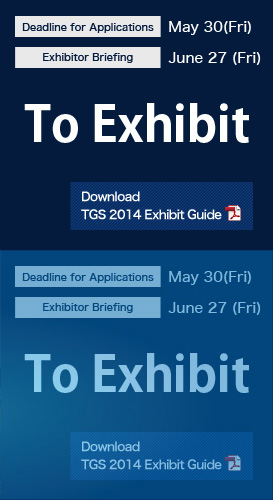 Deadline for Applications May 30(Fri)
Exhibitor Briefing June 27 (Fri)
To Exhibit
Download
TGS 2014 Exhibit Guide
Deadline for Applications May 30(Fri)
Exhibitor Briefing June 27 (Fri)
To Exhibit
Download
TGS 2014 Exhibit Guide